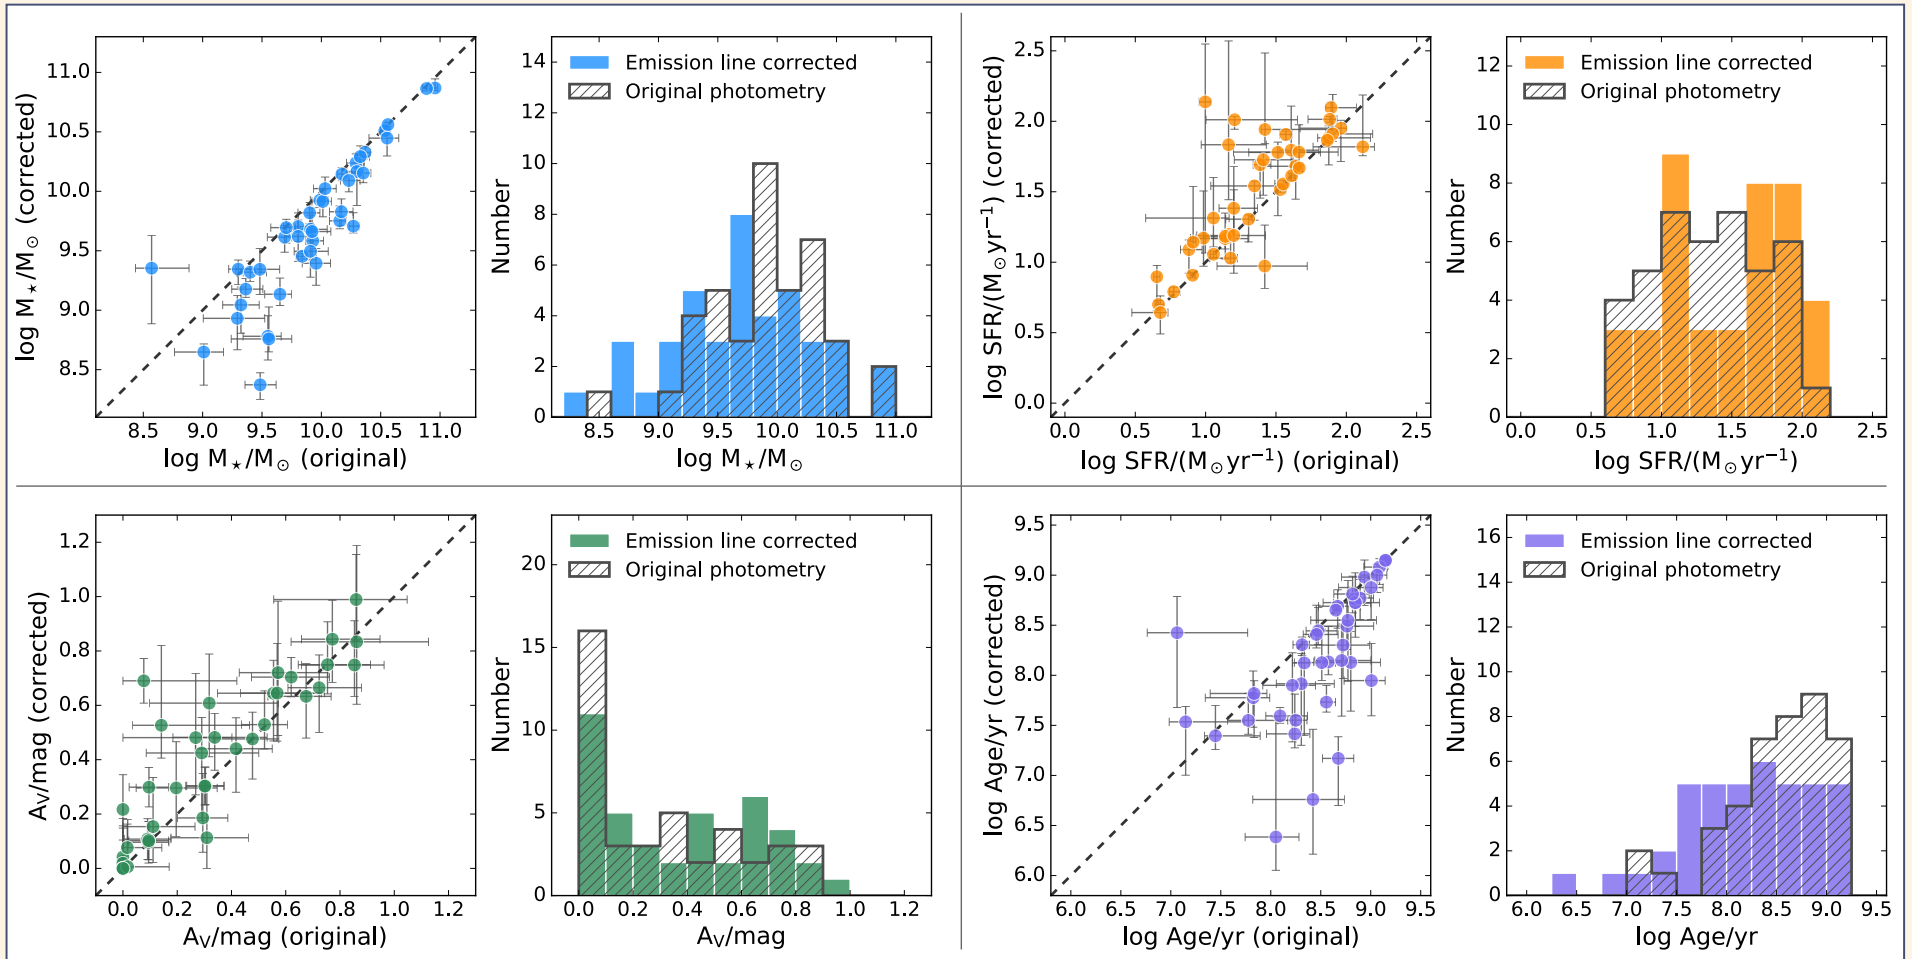 11.0
10.5
10.0
9.5
9.0
8.5
log M⋆/M⊙ (corrected)
8.5 9.0 9.5 10.0 10.5 11.0
log M⋆/M⊙ (original)
Emission line corrected
Original photometry
14
12
10
8
6
4
2
0
Number
8.5 9.0 9.5 10.0 10.5 11.0
log M⋆/M⊙
2.5
2.0
1.5
1.0
0.5
0.0
log SFR/(M⊙yr⁻¹) (corrected)
0.0 0.5 1.0 1.5 2.0 2.5
log SFR/(M⊙yr⁻¹) (original)
Emission line corrected
Original photometry
12
10
8
6
4
2
0
Number
0.0 0.5 1.0 1.5 2.0 2.5
log SFR/(M⊙yr⁻¹)
1.2
1.0
0.8
0.6
0.4
0.2
0.0
Aᵥ/mag (corrected)
0.0 0.2 0.4 0.6 0.8 1.0 1.2
Aᵥ/mag (original)
Emission line corrected
Original photometry
20
15
10
5
0
Number
0.0 0.2 0.4 0.6 0.8 1.0 1.2
Aᵥ/mag
9.5
9.0
8.5
8.0
7.5
7.0
6.5
6.0
log Age/yr (corrected)
6.0 6.5 7.0 7.5 8.0 8.5 9.0 9.5
log Age/yr (original)
Emission line corrected
Original photometry
16
14
12
10
8
6
4
2
0
Number
6.0 6.5 7.0 7.5 8.0 8.5 9.0 9.5
log Age/yr